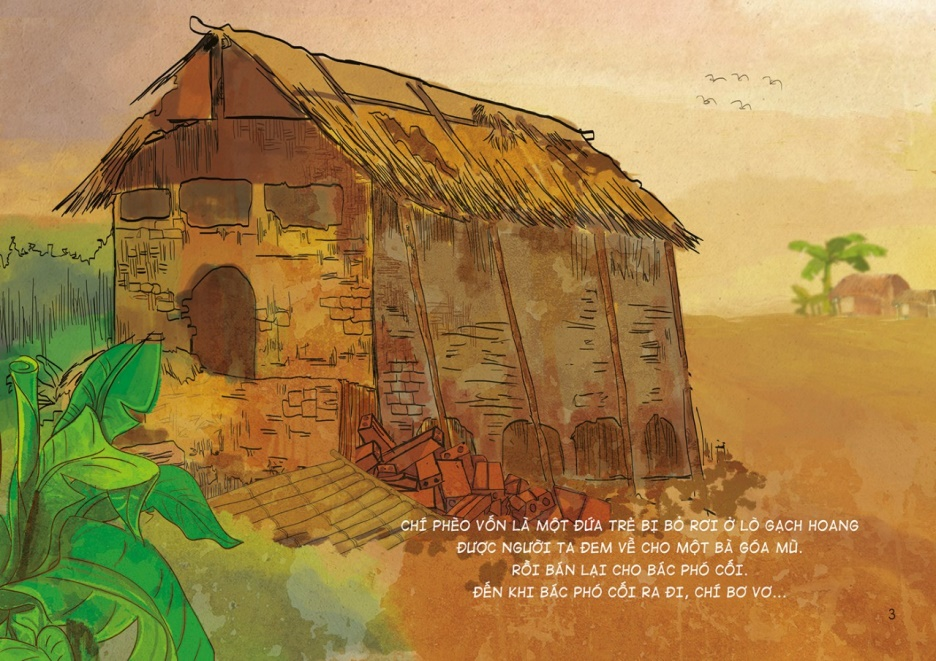 CHÍ PHÈO VỐN LÀ MỘT ĐỨA TRẺ BỊ BỎ RƠI Ở LÒ GẠCH HOANG
ĐƯỢC NGƯỜI TA ĐEM VỀ CHO MỘT BÀ GÓA MÙ.
RỒI BÁN LẠI CHO BÁC PHÓ CỐI.
ĐẾN KHI BÁC PHÓ CỐI RA ĐI, CHÍ BƠ VƠ...
3